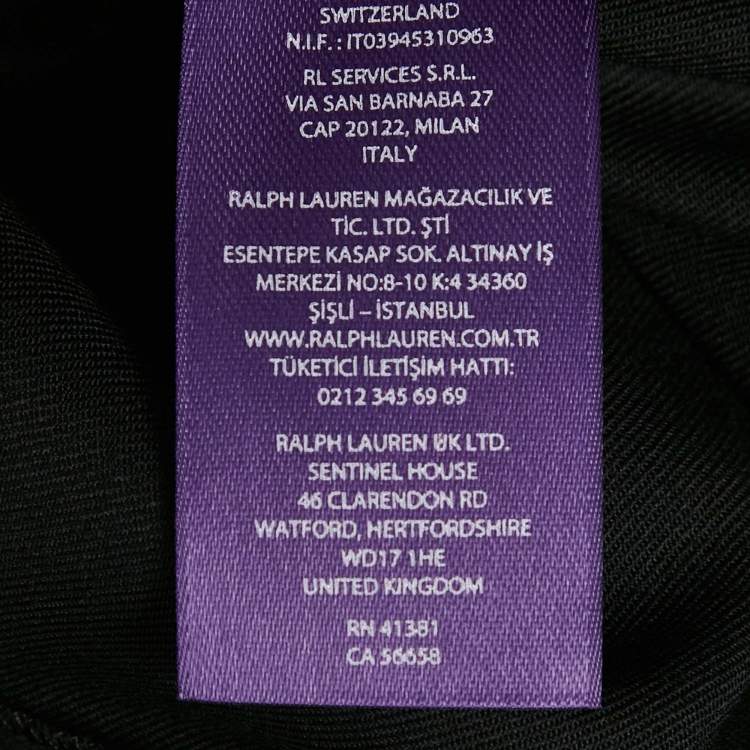 SWITZERLAND
N.I.F. : IT03945310963
RL SERVICES S.R.L.
VIA SAN BARNABA 27
CAP 20122, MILAN
ITALY
RALPH LAUREN MAĞAZACILIK VE
TİC. LTD. ŞTİ
ESENTEPE KASAP SOK. ALTINAY İŞ
MERKEZİ NO:8-10 K:4 34360
ŞİŞLİ – İSTANBUL
WWW.RALPHLAUREN.COM.TR
TÜKETİCİ İLETİŞİM HATTI:
0212 345 69 69
RALPH LAUREN UK LTD.
SENTINEL HOUSE
46 CLARENDON RD
WATFORD, HERTFORDSHIRE
WD17 1HE
UNITED KINGDOM
RN 41381
CA 56658